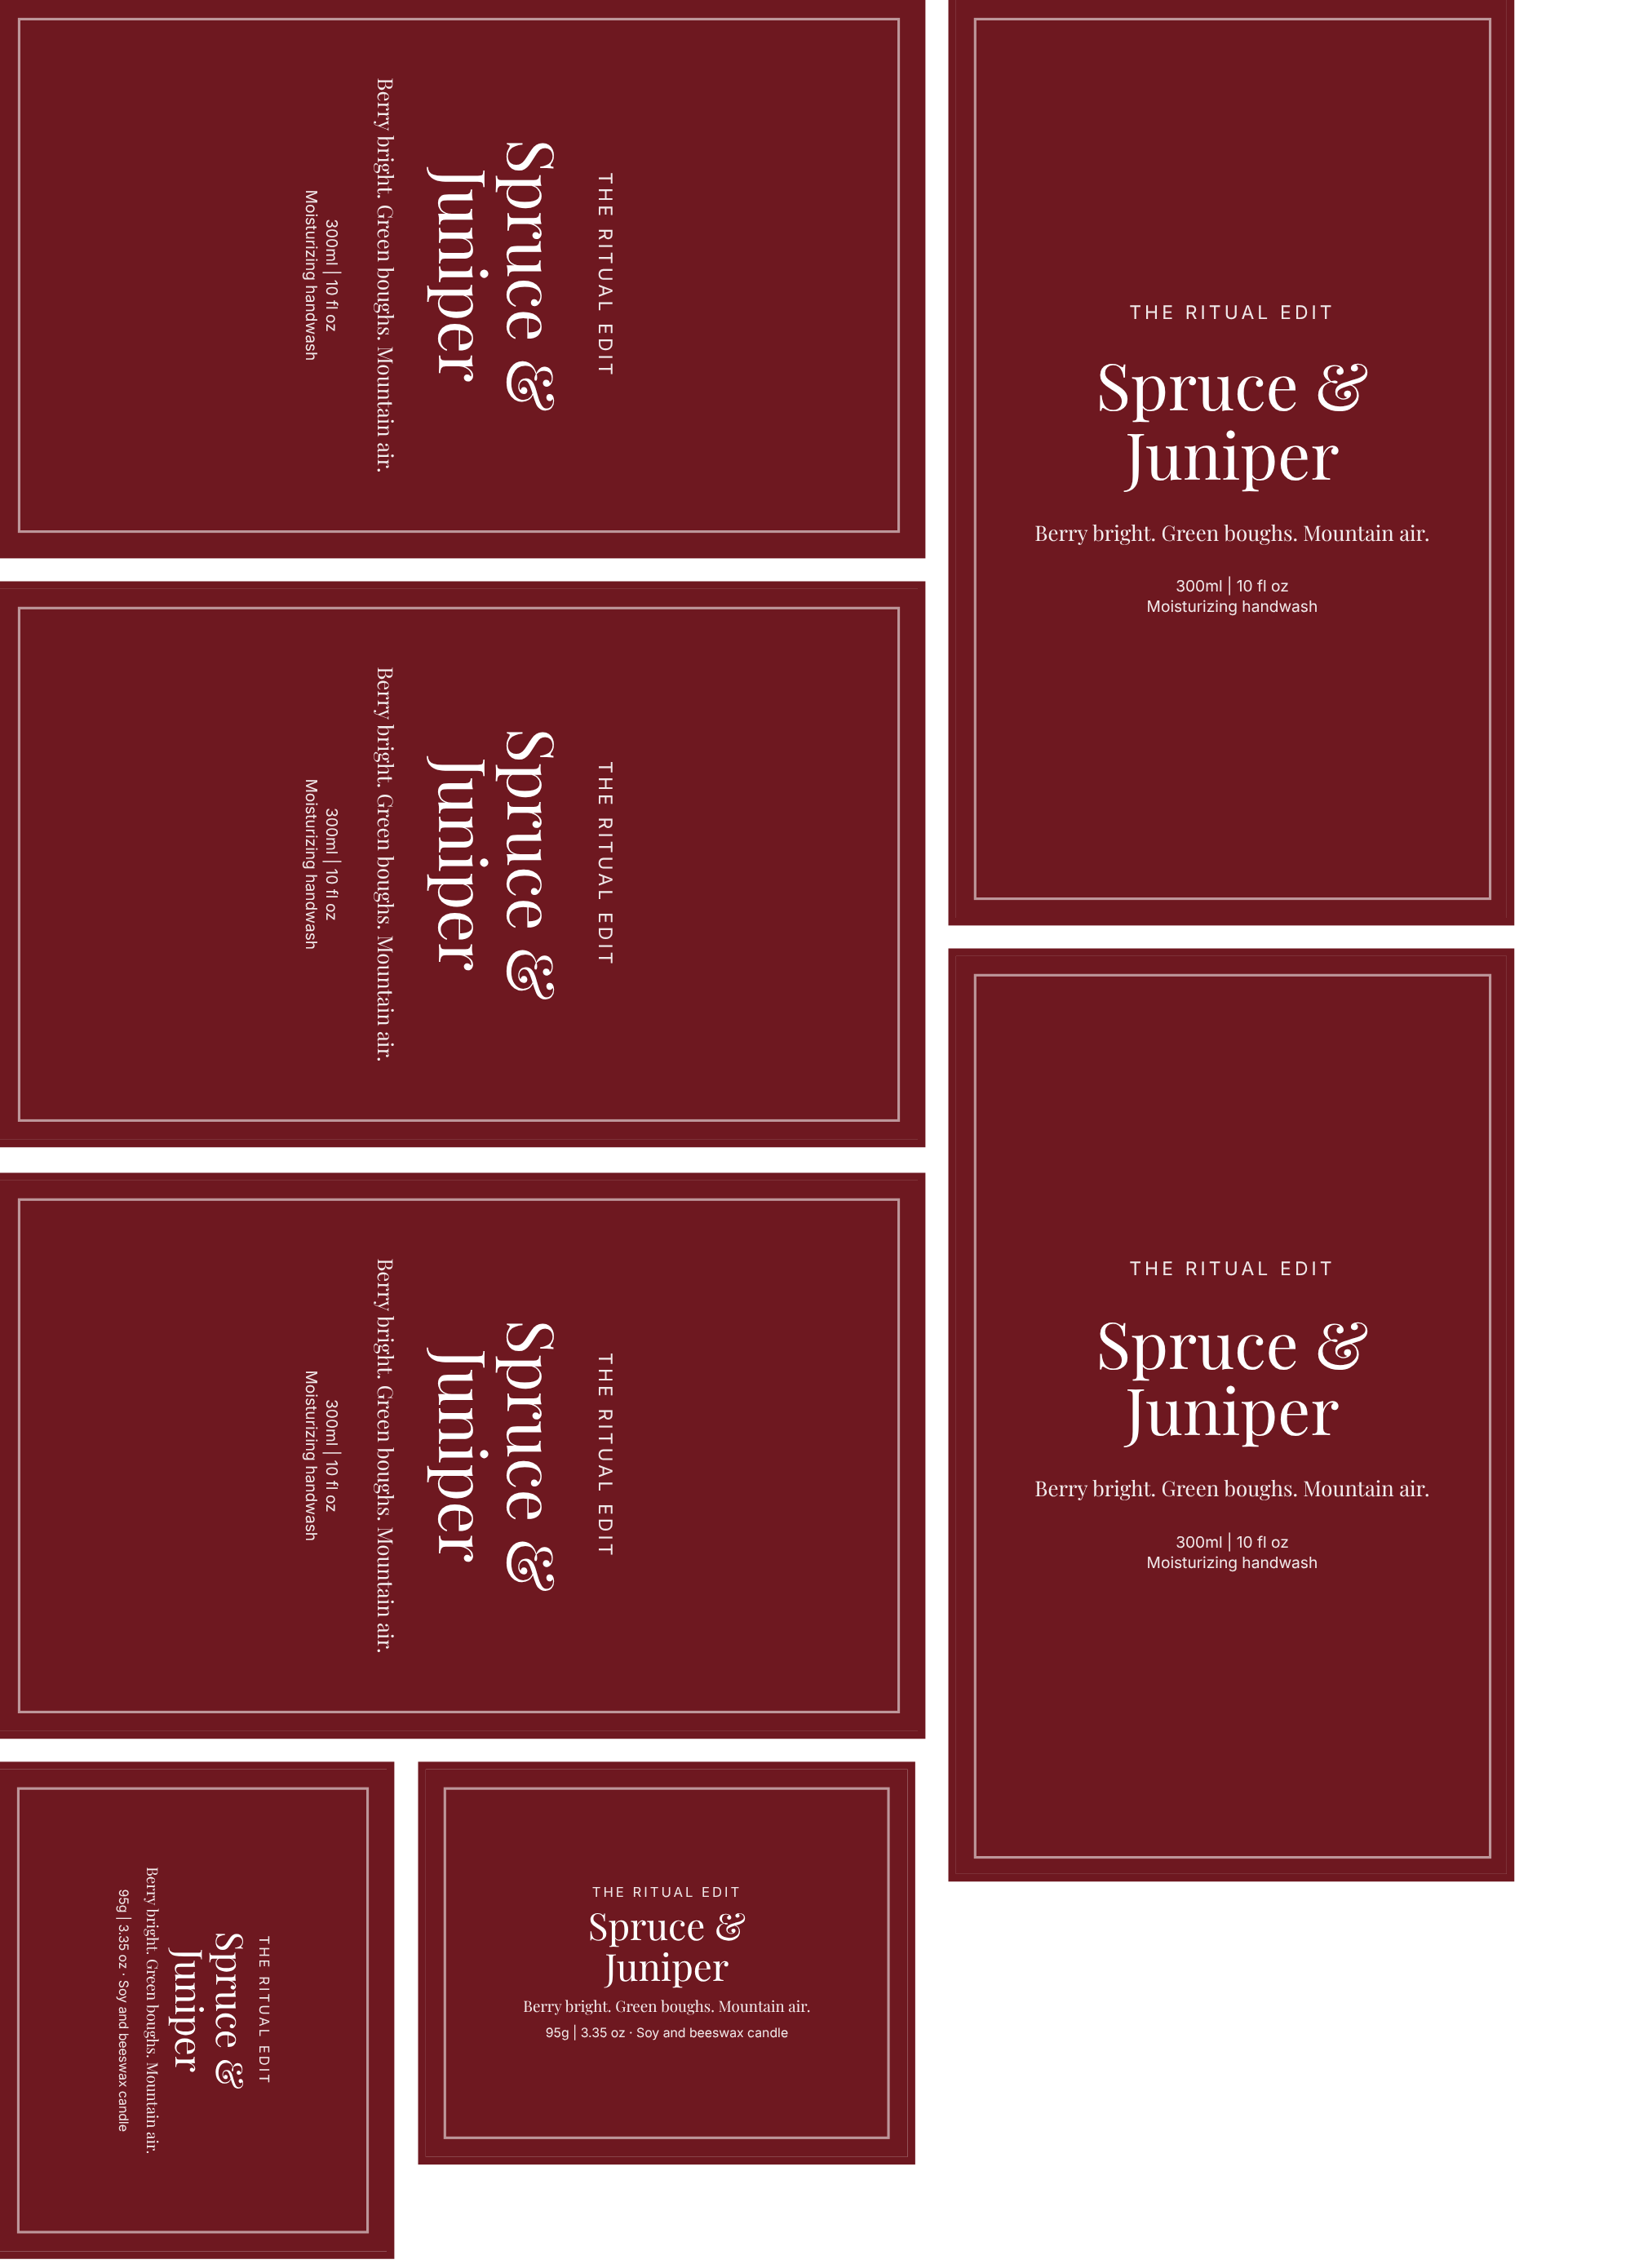 THE RITUAL EDIT
Spruce &
Juniper
Berry bright. Green boughs. Mountain air.
300ml | 10 fl oz
Moisturizing handwash
THE RITUAL EDIT
Spruce &
Juniper
Berry bright. Green boughs. Mountain air.
300ml | 10 fl oz
Moisturizing handwash
THE RITUAL EDIT
Spruce &
Juniper
Berry bright. Green boughs. Mountain air.
300ml | 10 fl oz
Moisturizing handwash
THE RITUAL EDIT
Spruce &
Juniper
Berry bright. Green boughs. Mountain air.
300ml | 10 fl oz
Moisturizing handwash
THE RITUAL EDIT
Spruce &
Juniper
Berry bright. Green boughs. Mountain air.
300ml | 10 fl oz
Moisturizing handwash
THE RITUAL EDIT
Spruce &
Juniper
Berry bright. Green boughs. Mountain air.
95g | 3.35 oz · Soy and beeswax candle
THE RITUAL EDIT
Spruce &
Juniper
Berry bright. Green boughs. Mountain air.
95g | 3.35 oz · Soy and beeswax candle